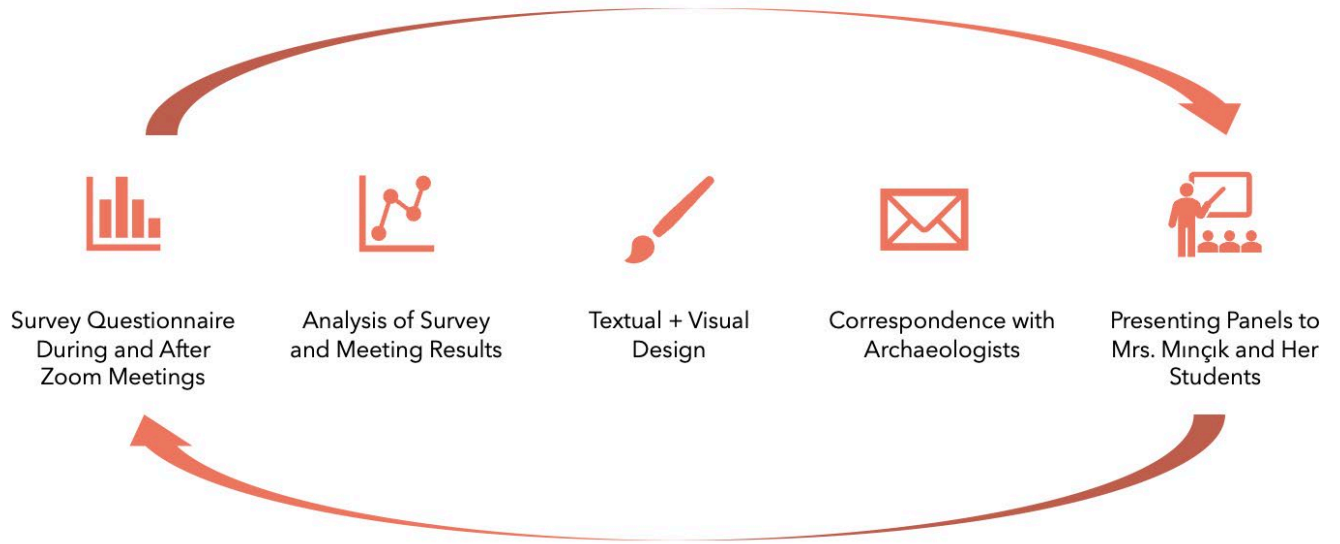 Survey Questionnaire
During and After
Zoom Meetings
Analysis of Survey
and Meeting Results
Textual + Visual
Design
Correspondence with
Archaeologists
Presenting Panels to
Mrs. Mınçık and Her
Students